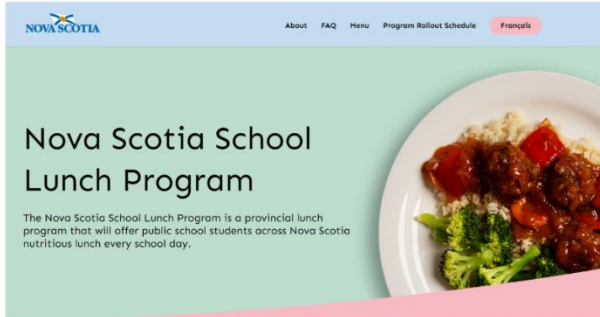 NOVA SCOTIA
About FAQ Menu Program Rollout Schedule Français
Nova Scotia School
Lunch Program
The Nova Scotia School Lunch Program is a provincial lunch
program that will offer public school students across Nova Scotia
nutritious lunch every school day.